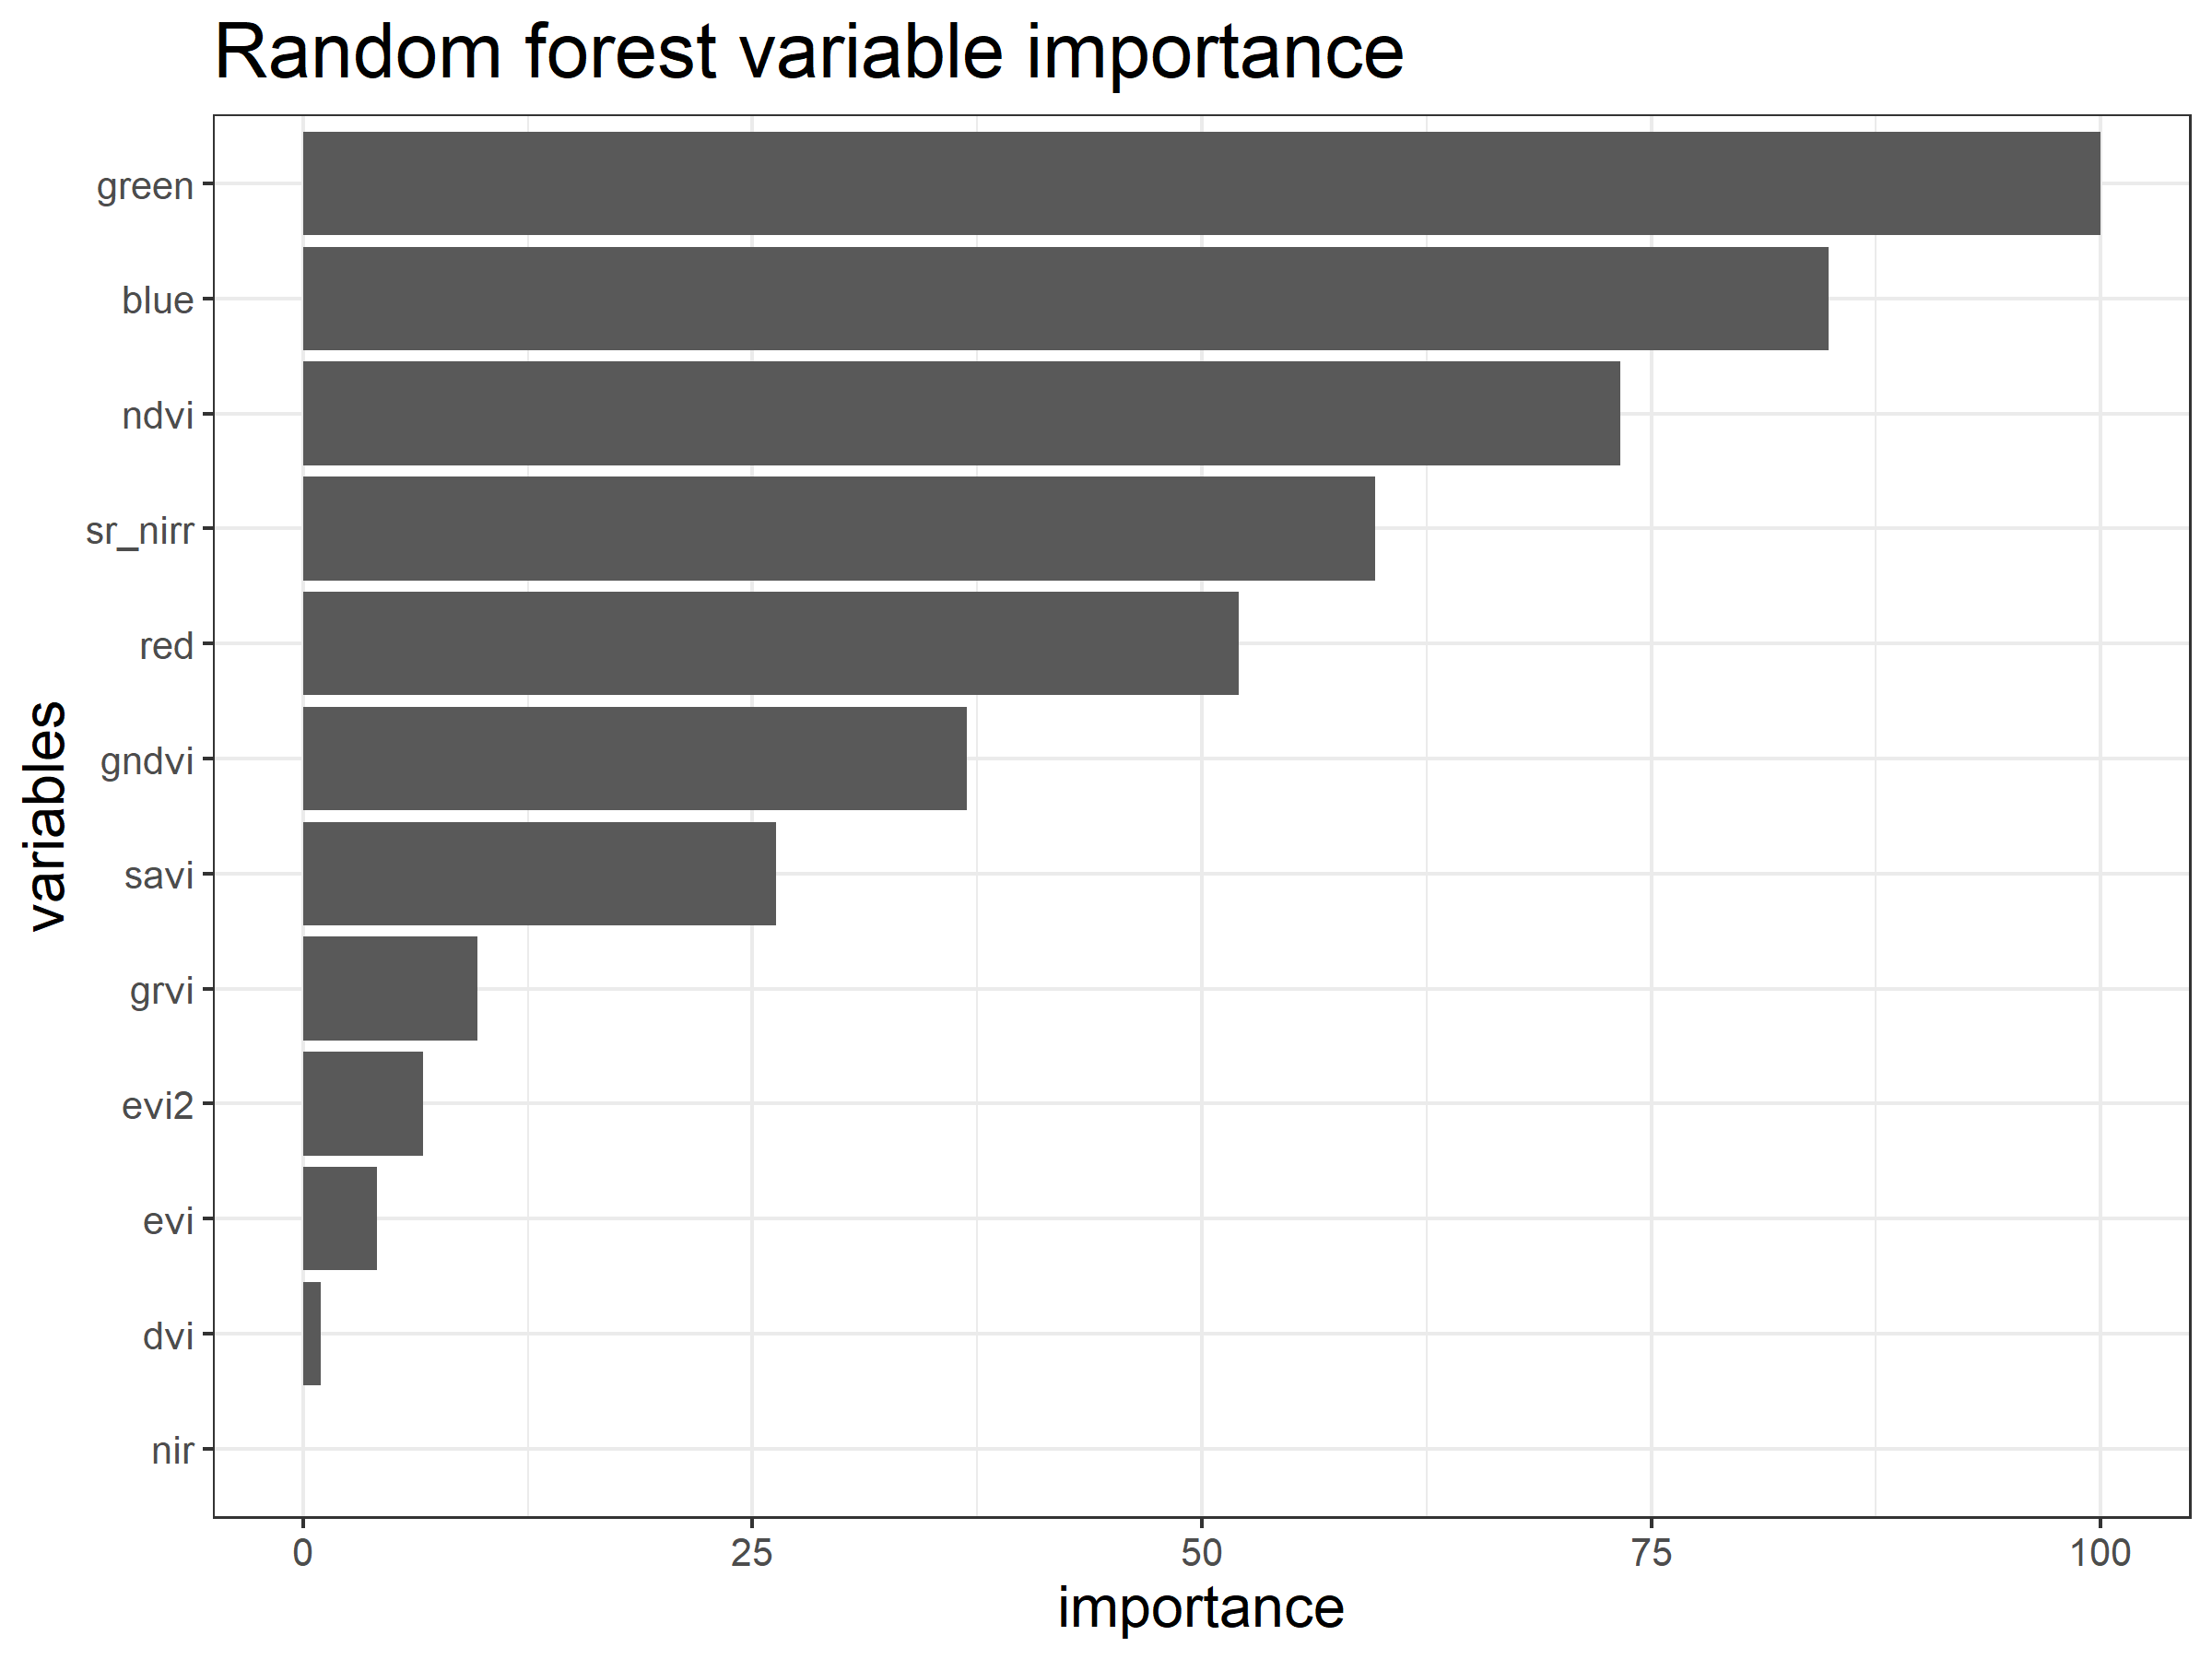 Random forest variable importance
green
blue
ndvi
sr_nirr
red
gndvi
savi
grvi
evi2
evi
dvi
nir
variables
0 25 50 75 100
importance